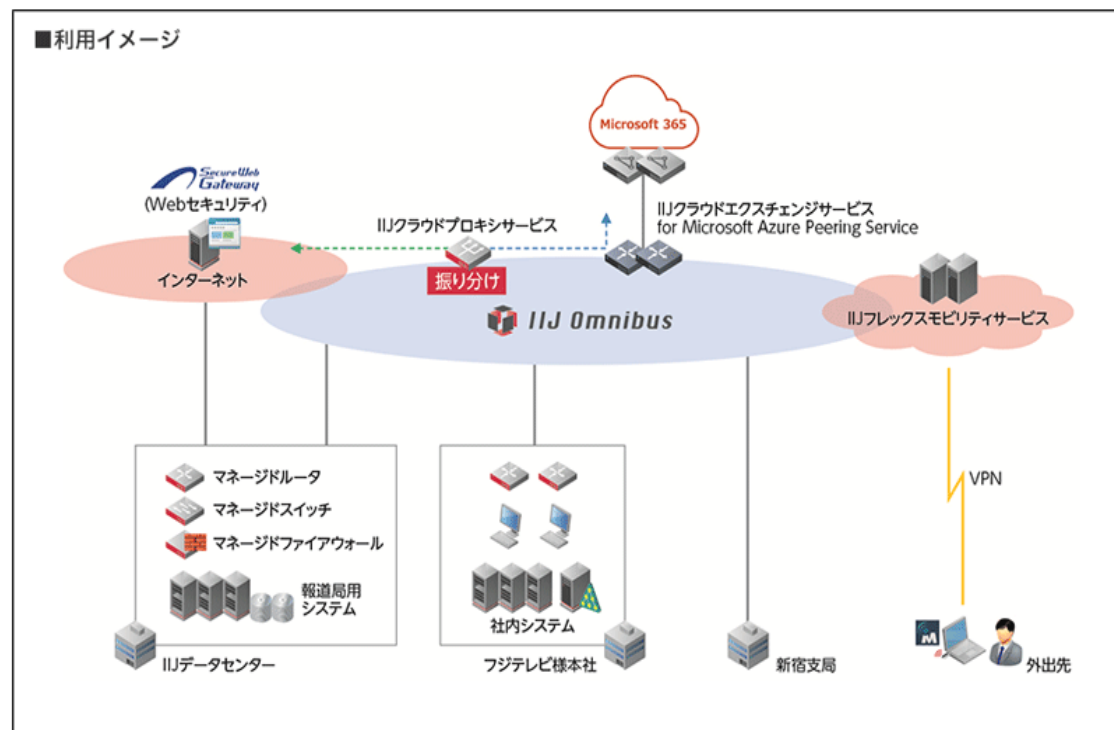 ■利用イメージ
Microsoft 365
SecureWeb
Gateway
(Webセキュリティ)
IIJクラウドプロキシサービス
IIJクラウドエクスチェンジサービス
for Microsoft Azure Peering Service
インターネット
振り分け
IIJ Omnibus
IIJフレックスモビリティサービス
マネージドルータ
マネージドスイッチ
マネージドファイアウォール
報道局用
システム
社内システム
VPN
M
IIJデータセンター
フジテレビ様本社
新宿支局
外出先